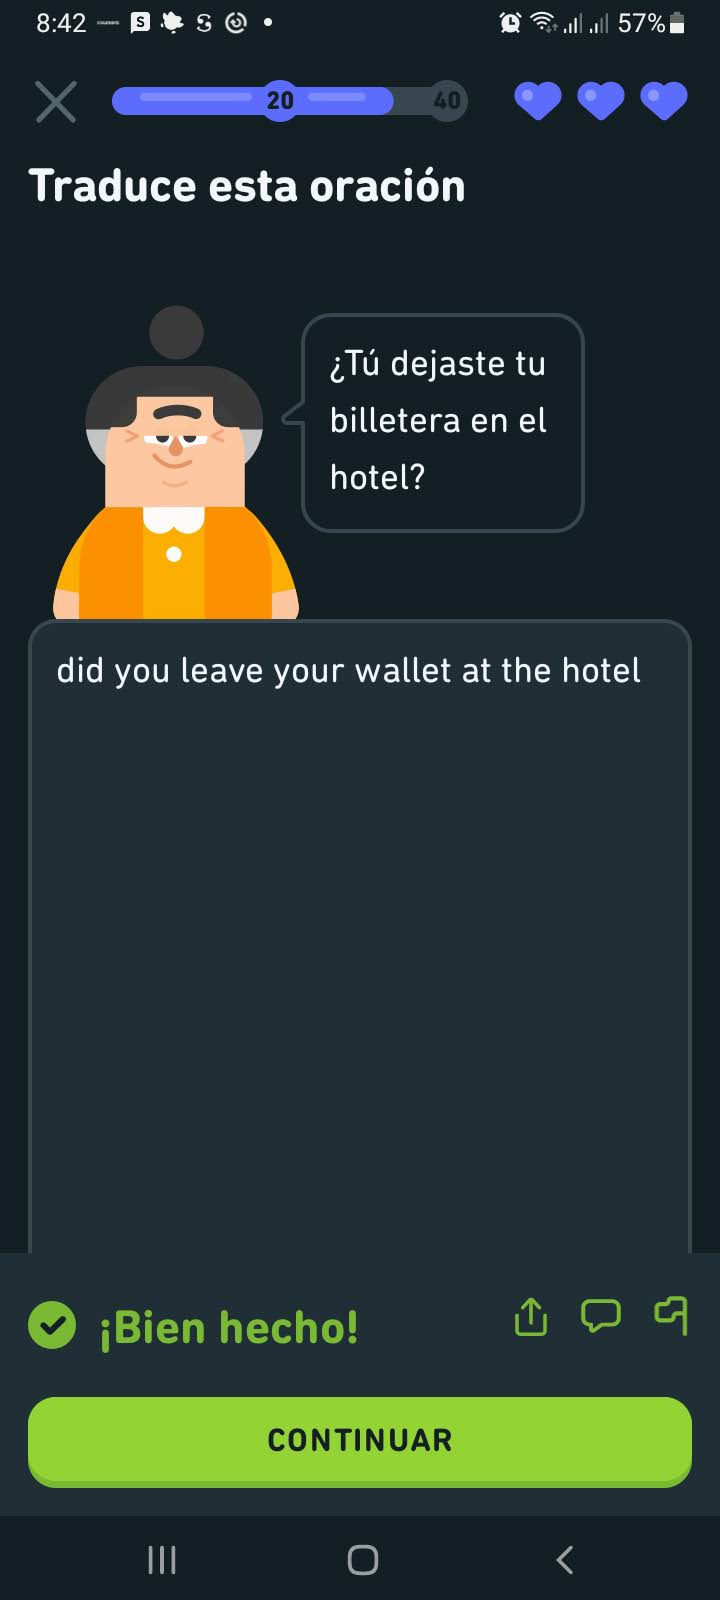 8:42
S
57%
20
40
Traduce esta oración
¿Tú dejaste tu
billetera en el
hotel?
did you leave your wallet at the hotel
¡Bien hecho!
CONTINUAR